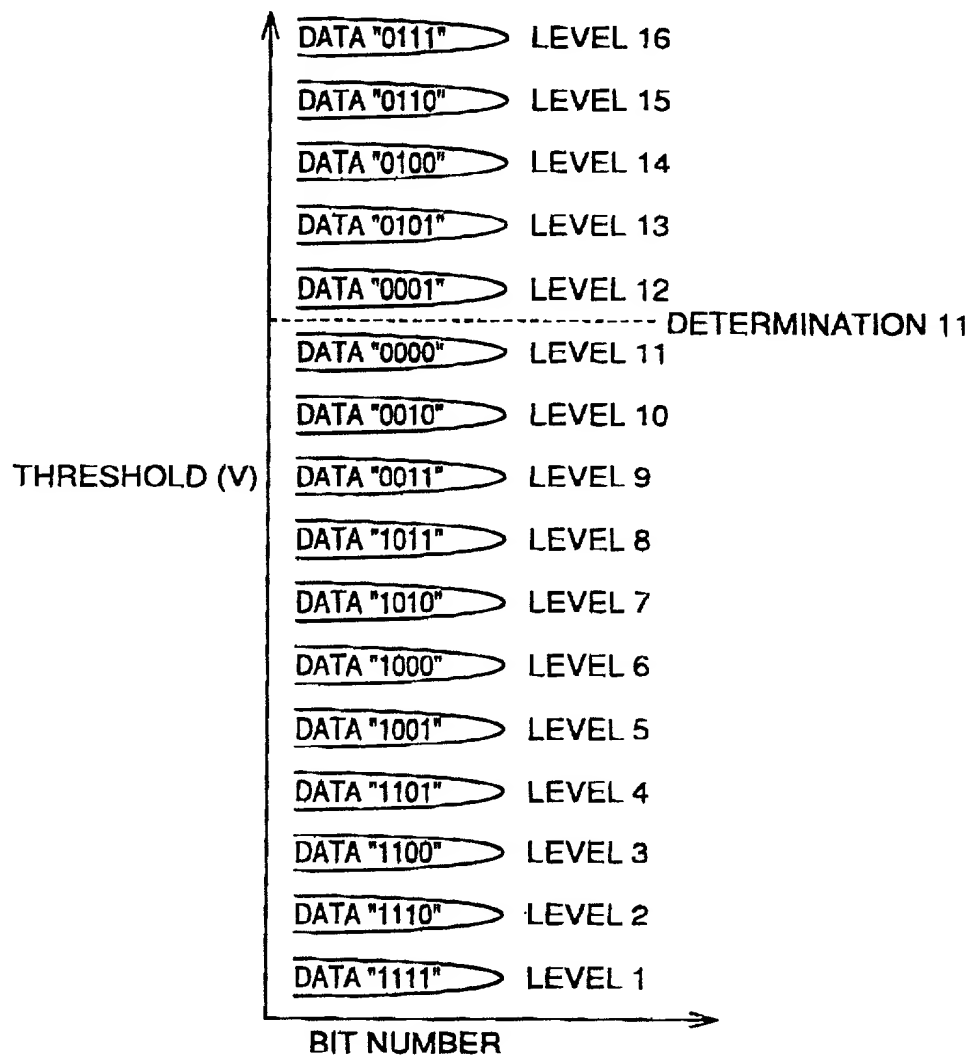 DATA "0111" LEVEL 16
DATA "0110" LEVEL 15
DATA "0100" LEVEL 14
DATA "0101" LEVEL 13
DATA "0001" LEVEL 12
DETERMINATION 11
DATA "0000" LEVEL 11
DATA "0010" LEVEL 10
THRESHOLD (V)
DATA "0011" LEVEL 9
DATA "1011" LEVEL 8
DATA "1010" LEVEL 7
DATA "1000" LEVEL 6
DATA "1001" LEVEL 5
DATA "1101" LEVEL 4
DATA "1100" LEVEL 3
DATA "1110" LEVEL 2
DATA "1111" LEVEL 1
BIT NUMBER